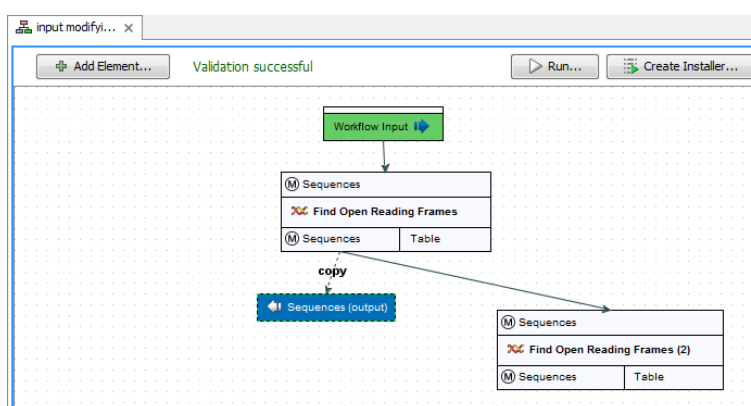 input modifyi...
Add Element... Validation successful Run... Create Installer...
Workflow Input
M Sequences
Find Open Reading Frames
M Sequences Table
copy
Sequences (output)
M Sequences
Find Open Reading Frames (2)
M Sequences Table